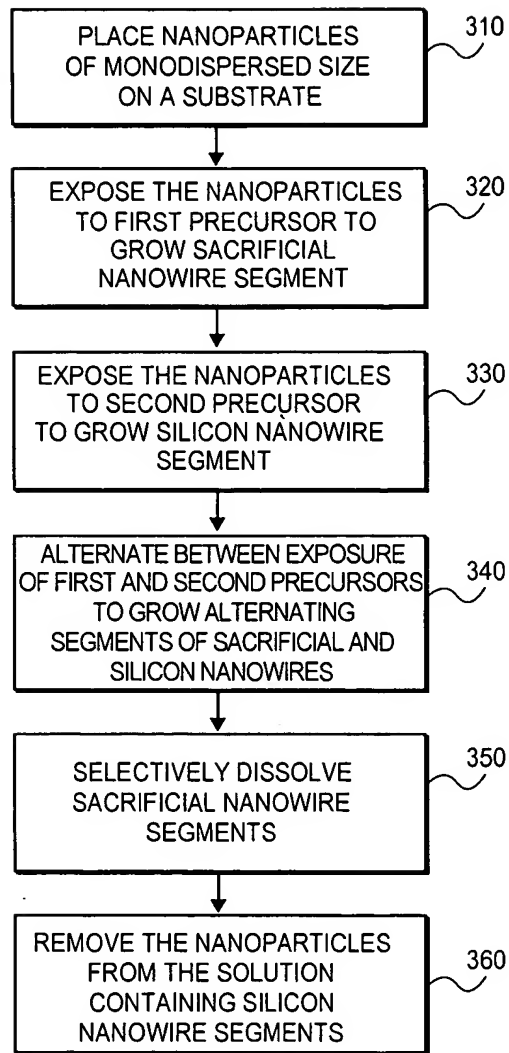 PLACE NANOPARTICLES
OF MONODISPERSED SIZE
ON A SUBSTRATE
310
EXPOSE THE NANOPARTICLES
TO FIRST PRECURSOR TO
GROW SACRIFICIAL
NANOWIRE SEGMENT
320
EXPOSE THE NANOPARTICLES
TO SECOND PRECURSOR
TO GROW SILICON NANOWIRE
SEGMENT
330
ALTERNATE BETWEEN EXPOSURE
OF FIRST AND SECOND PRECURSORS
TO GROW ALTERNATING
SEGMENTS OF SACRIFICIAL AND
SILICON NANOWIRES
340
SELECTIVELY DISSOLVE
SACRIFICIAL NANOWIRE
SEGMENTS
350
REMOVE THE NANOPARTICLES
FROM THE SOLUTION
CONTAINING SILICON
NANOWIRE SEGMENTS
360